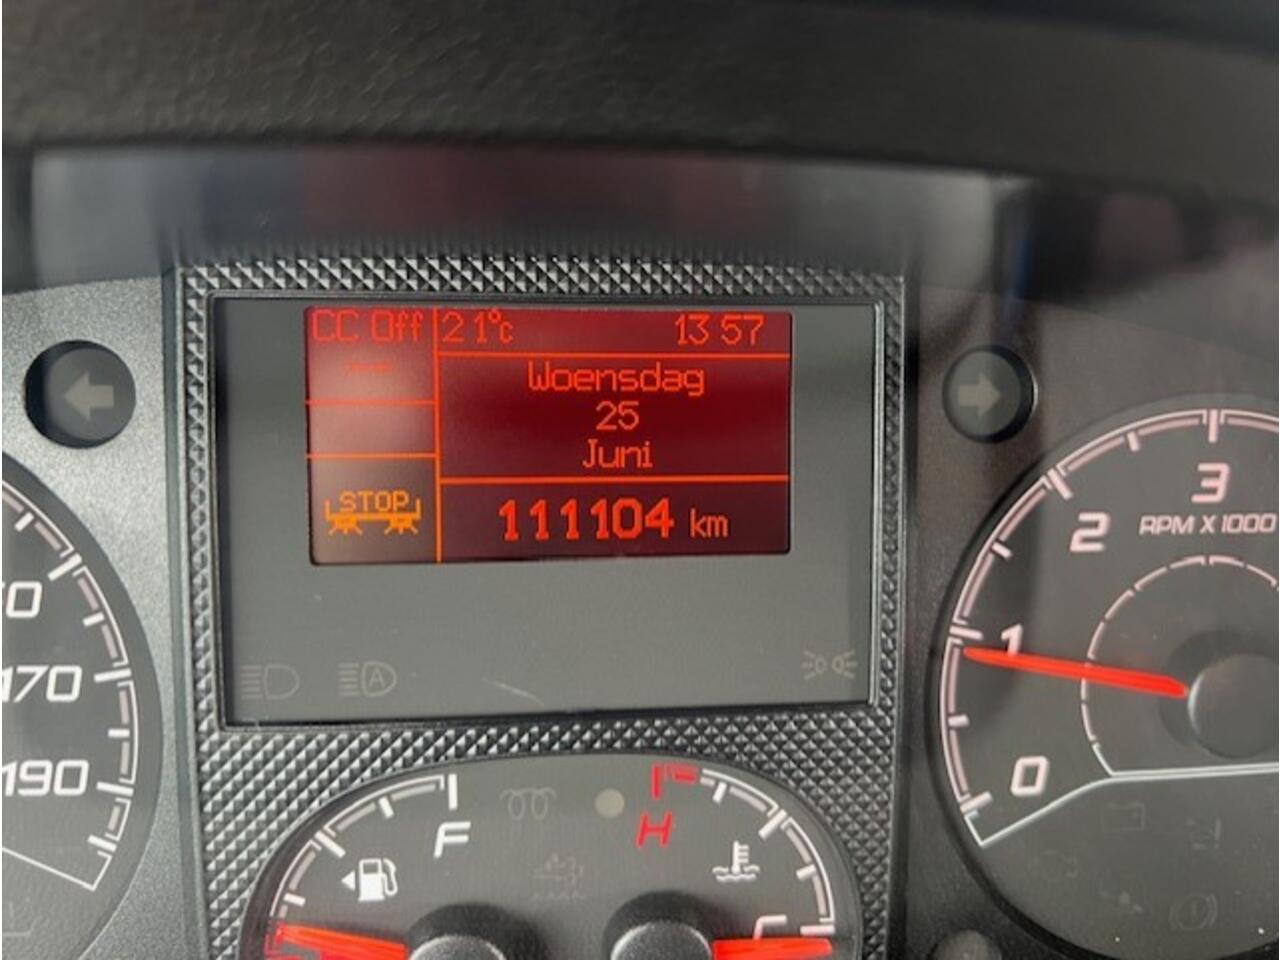 CC Off 21°c 13 57
---
Woensdag
25
Juni
STOP
111104 km
3
2
RPM X 1000
1
170
190
0
A
F
H
C